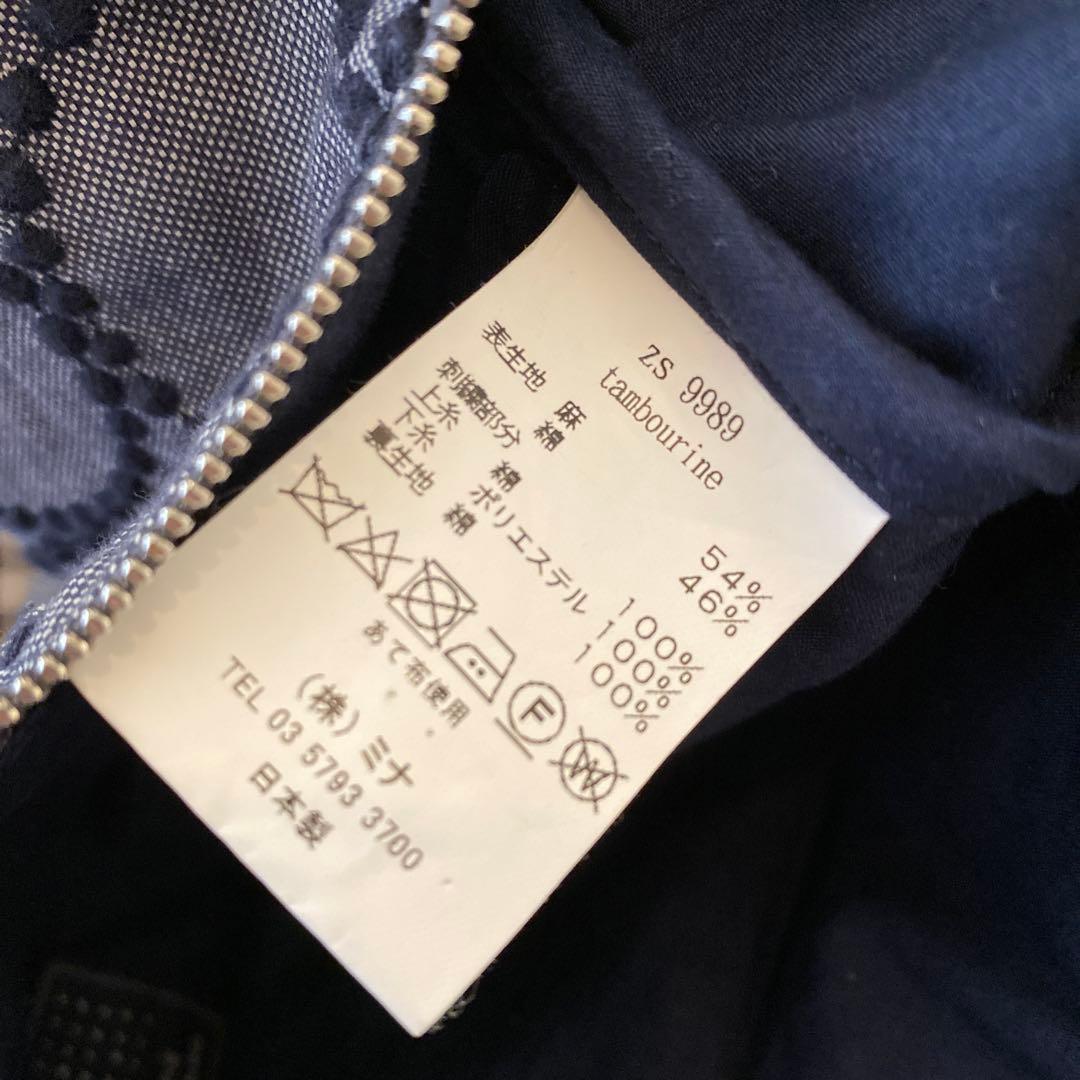 ZS 9989
tambourine
表生地 麻 54%
綿 46%
刺繍部分
上糸 綿 100%
下糸 ポリエステル 100%
裏生地 綿 100%
F W
あて布使用。
(株)ミナ
TEL 03 5793 3700
日本製